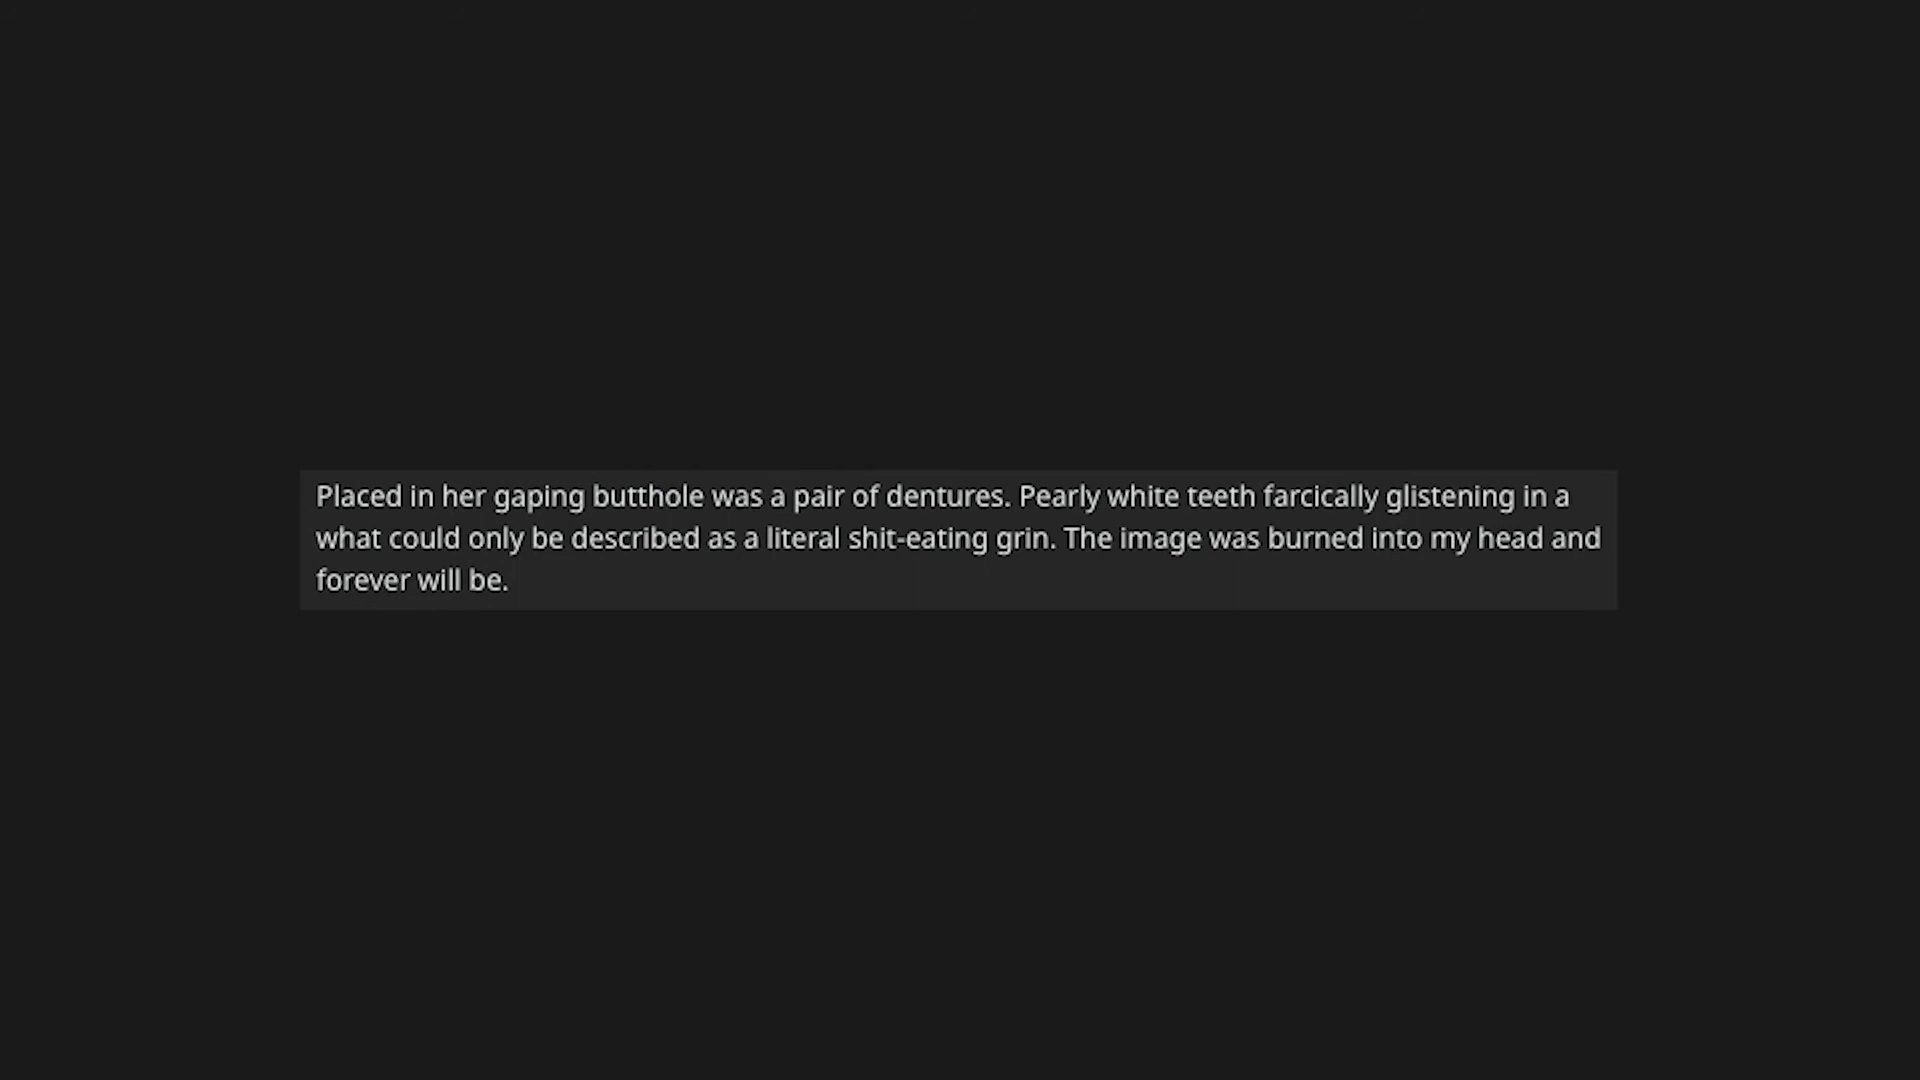 Placed in her gaping butthole was a pair of dentures. Pearly white teeth farcically glistening in a
what could only be described as a literal shit-eating grin. The image was burned into my head and
forever will be.